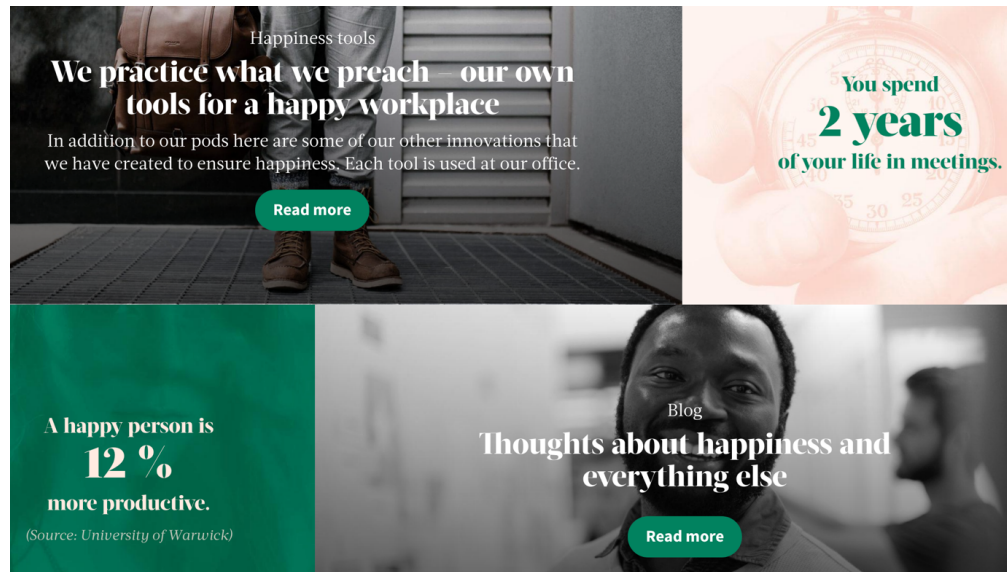 Happiness tools
We practice what we preach – our own
tools for a happy workplace
In addition to our pods here are some of our other innovations that
we have created to ensure happiness. Each tool is used at our office.
Read more
You spend
2 years
of your life in meetings.
A happy person is
12 %
more productive.
(Source: University of Warwick)
Blog
Thoughts about happiness and
everything else
Read more